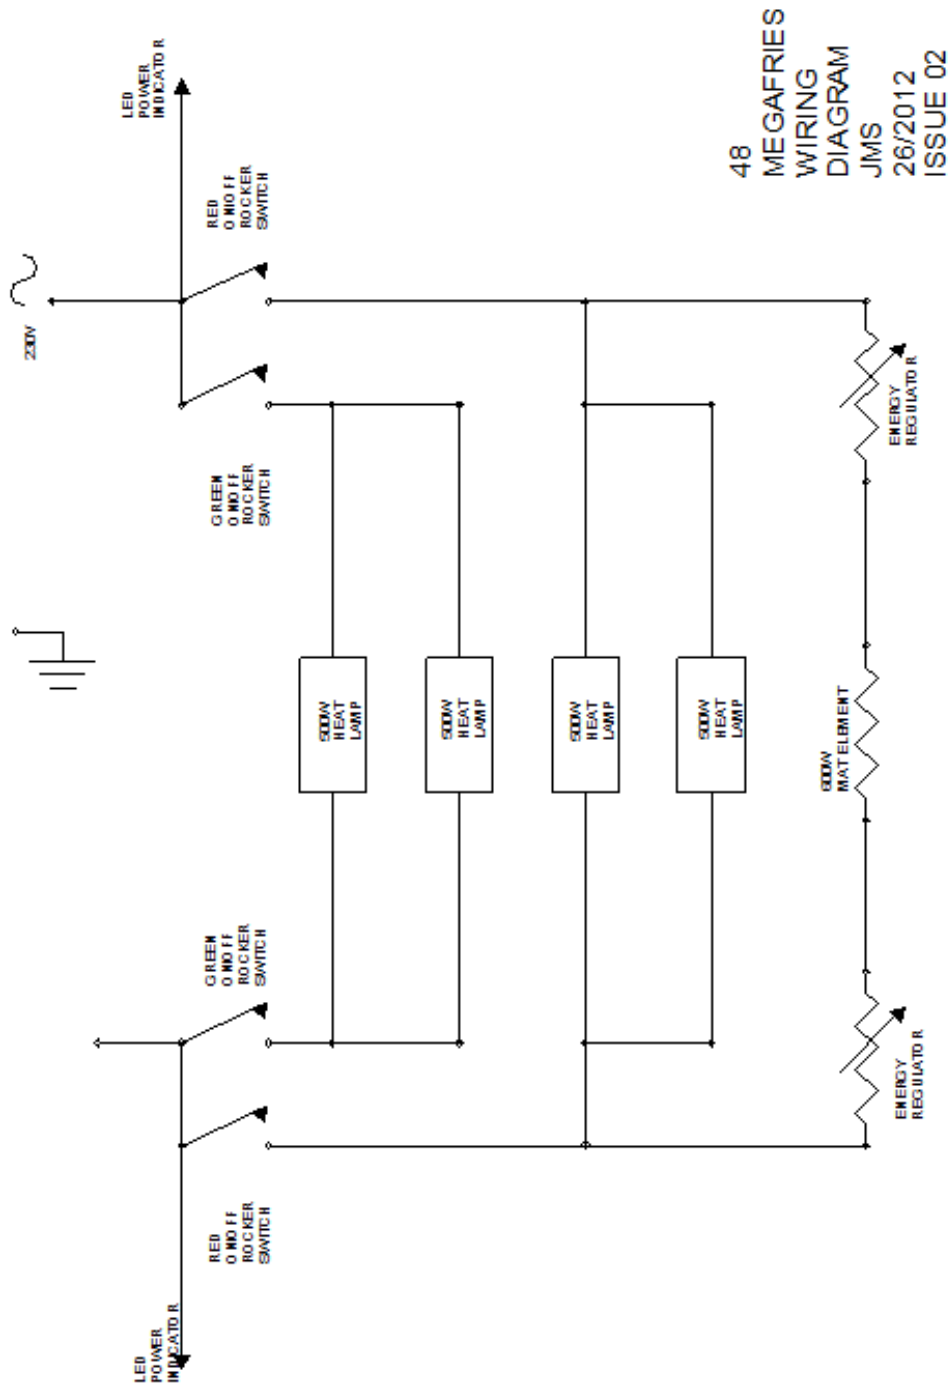 230V
LED
POWER
INDICATOR
LED
POWER
INDICATOR
RED
ON/OFF
ROCKER
SWITCH
GREEN
ON/OFF
ROCKER
SWITCH
GREEN
ON/OFF
ROCKER
SWITCH
RED
ON/OFF
ROCKER
SWITCH
500W
HEAT
LAMP
500W
HEAT
LAMP
500W
HEAT
LAMP
500W
HEAT
LAMP
ENERGY
REGULATOR
600W
MAT ELEMENT
ENERGY
REGULATOR
48
MEGAFRIES
WIRING
DIAGRAM
JMS
26/2012
ISSUE 02